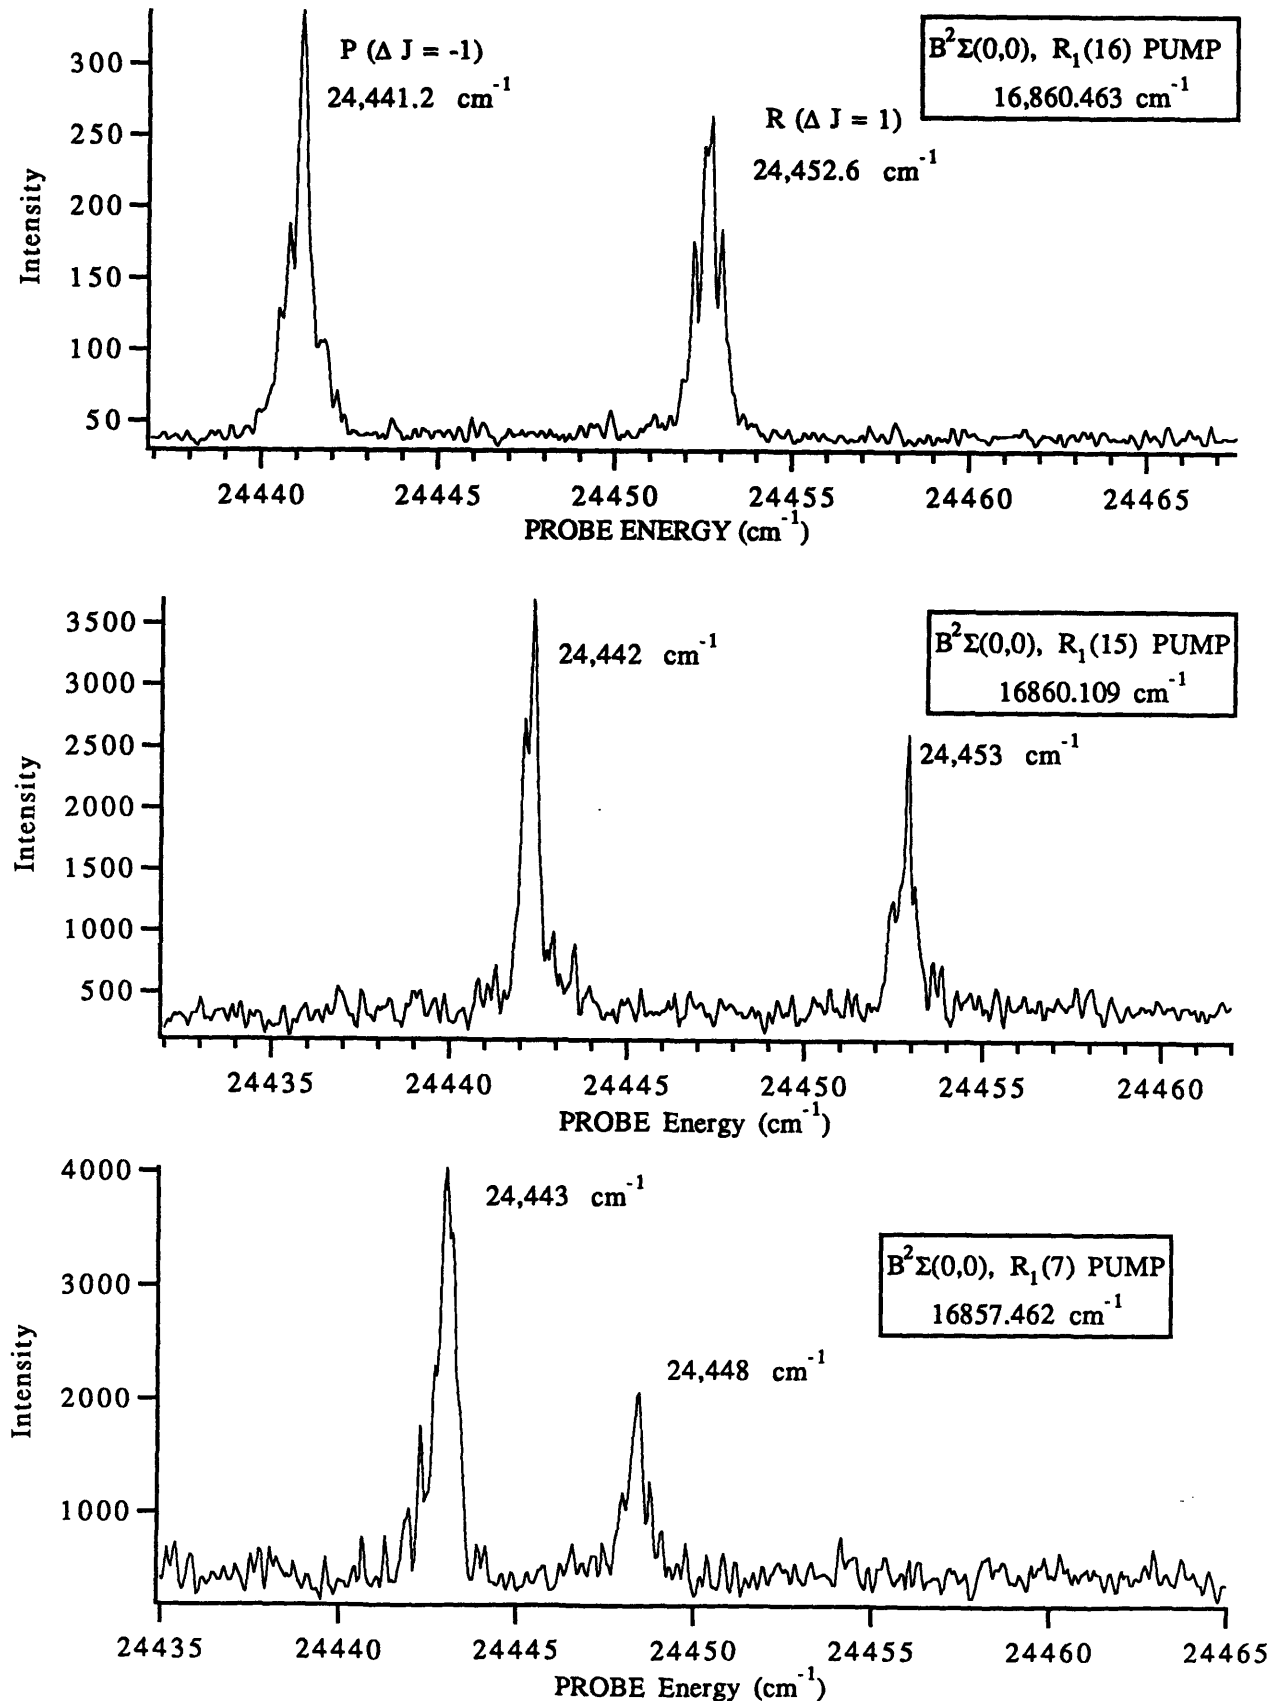 B²Σ(0,0), R₁(16) PUMP
16,860.463 cm⁻¹
P (Δ J = -1)
24,441.2 cm⁻¹
R (Δ J = 1)
24,452.6 cm⁻¹
Intensity
300
250
200
150
100
50
24440 24445 24450 24455 24460 24465
PROBE ENERGY (cm⁻¹)
B²Σ(0,0), R₁(15) PUMP
16860.109 cm⁻¹
24,442 cm⁻¹
24,453 cm⁻¹
Intensity
3500
3000
2500
2000
1500
1000
500
24435 24440 24445 24450 24455 24460
PROBE Energy (cm⁻¹)
24,443 cm⁻¹
B²Σ(0,0), R₁(7) PUMP
16857.462 cm⁻¹
24,448 cm⁻¹
Intensity
4000
3000
2000
1000
24435 24440 24445 24450 24455 24460 24465
PROBE Energy (cm⁻¹)